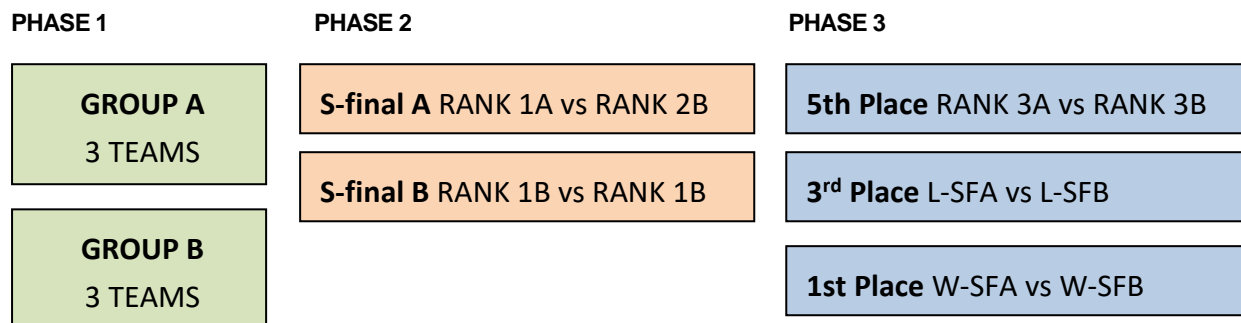 PHASE 1
GROUP A
3 TEAMS
GROUP B
3 TEAMS
PHASE 2
S-final A RANK 1A vs RANK 2B
S-final B RANK 1B vs RANK 1B
PHASE 3
5th Place RANK 3A vs RANK 3B
3rd Place L-SFA vs L-SFB
1st Place W-SFA vs W-SFB